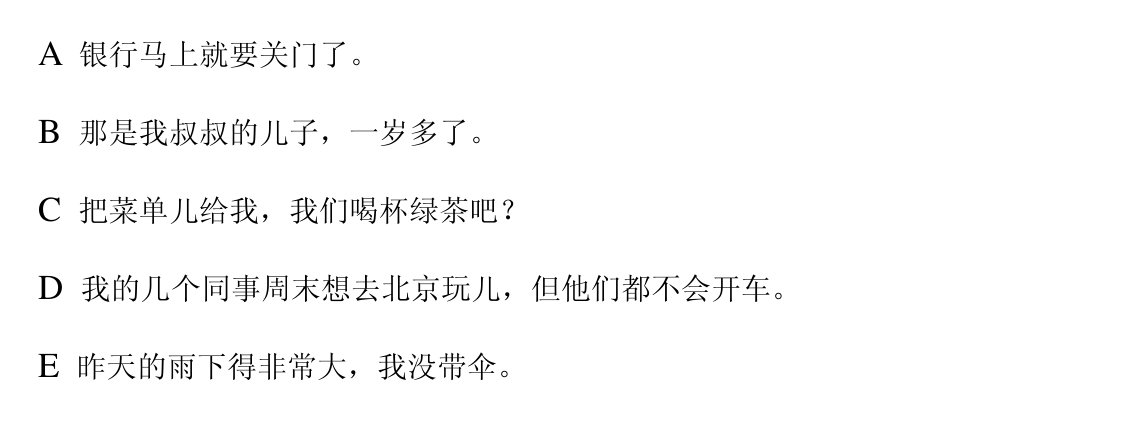 A 银行马上就要关门了。
B 那是我叔叔的儿子，一岁多了。
C 把菜单儿给我，我们喝杯绿茶吧？
D 我的几个同事周末想去北京玩儿，但他们都不会开车。
E 昨天的雨下得非常大，我没带伞。